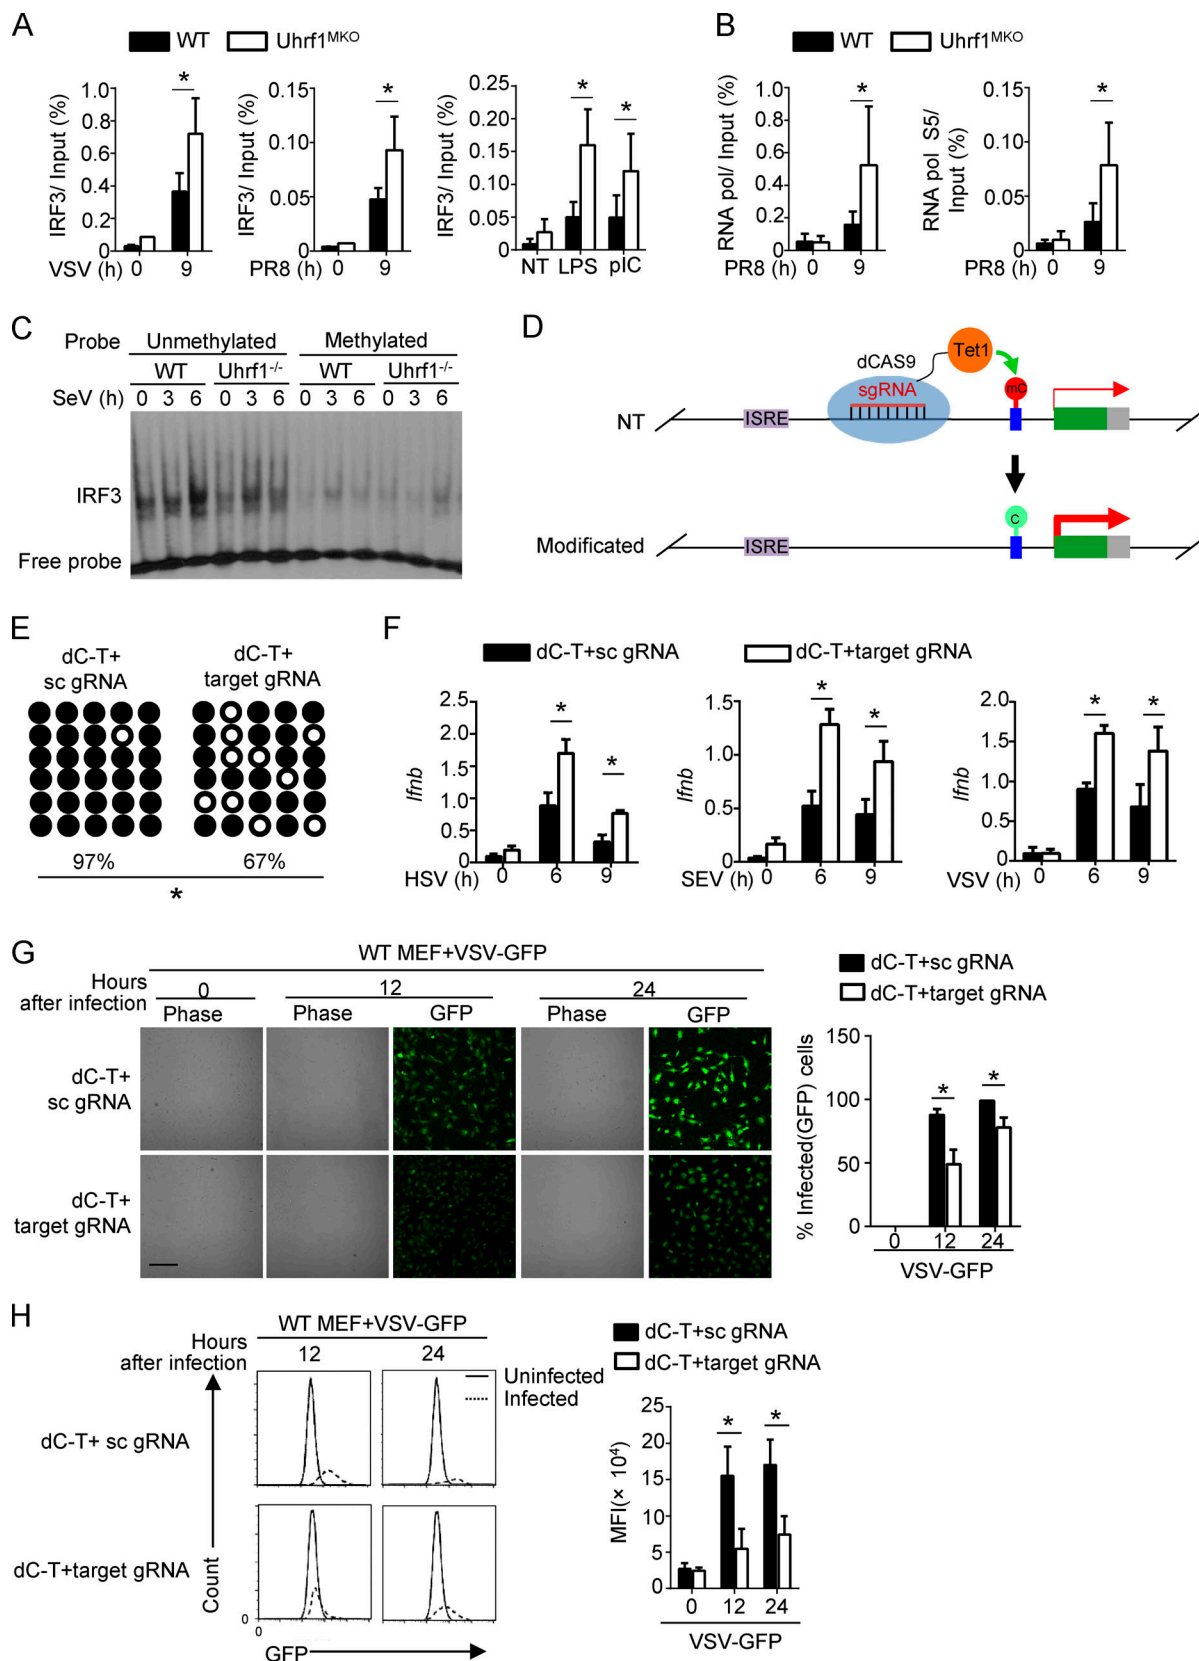 A
WT Uhrf1MKO
IRF3/ Input (%)
1.0
0.8
0.6
0.4
0.2
0
*
VSV (h) 0 9
IRF3/ Input (%)
0.15
0.10
0.05
0
*
PR8 (h) 0 9
IRF3/ Input (%)
0.25
0.20
0.15
0.10
0.05
0
* *
NT LPS pIC
B
WT Uhrf1MKO
RNA pol/ Input (%)
1.0
0.8
0.6
0.4
0.2
0
*
PR8 (h) 0 9
RNA pol S5/
Input (%)
0.15
0.10
0.05
0
*
PR8 (h) 0 9
C
Probe Unmethylated Methylated
WT Uhrf1-/- WT Uhrf1-/-
SeV (h) 0 3 6 0 3 6 0 3 6 0 3 6
IRF3
Free probe
D
dCAS9 Tet1
sgRNA mC
NT ISRE
C
Modificated ISRE
E
dC-T+
sc gRNA
dC-T+
target gRNA
97% 67%
*
F
dC-T+sc gRNA dC-T+target gRNA
Ifnb
2.5
2.0
1.5
1.0
0.5
0
* *
HSV (h) 0 6 9
Ifnb
1.5
1.0
0.5
0
* *
SEV (h) 0 6 9
Ifnb
2.0
1.5
1.0
0.5
0
* *
VSV (h) 0 6 9
G
WT MEF+VSV-GFP
Hours
after infection
0 12 24
Phase Phase GFP Phase GFP
dC-T+
sc gRNA
dC-T+
target gRNA
dC-T+sc gRNA
dC-T+target gRNA
% Infected(GFP) cells
150
100
50
0
* *
0 12 24
VSV-GFP
H
WT MEF+VSV-GFP
Hours
after infection
12 24
Uninfected
Infected
dC-T+ sc gRNA
dC-T+target gRNA
Count
0
0
GFP
dC-T+sc gRNA
dC-T+target gRNA
MFI(× 10⁴)
25
20
15
10
5
0
* *
0 12 24
VSV-GFP